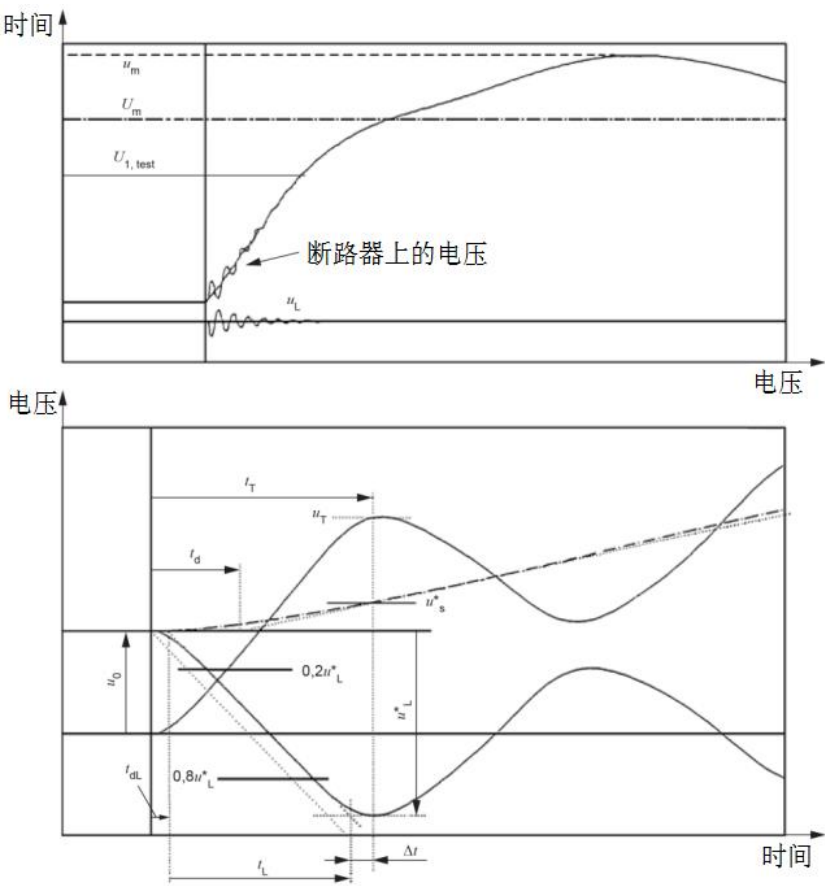 时间
u_m
U_m
U_1, test
断路器上的电压
u_L
电压
电压
t_T
u_T
t_d
u*_s
u_0
0,2u*_L
u*_L
t_dL
0,8u*_L
时间
Δt
t_L